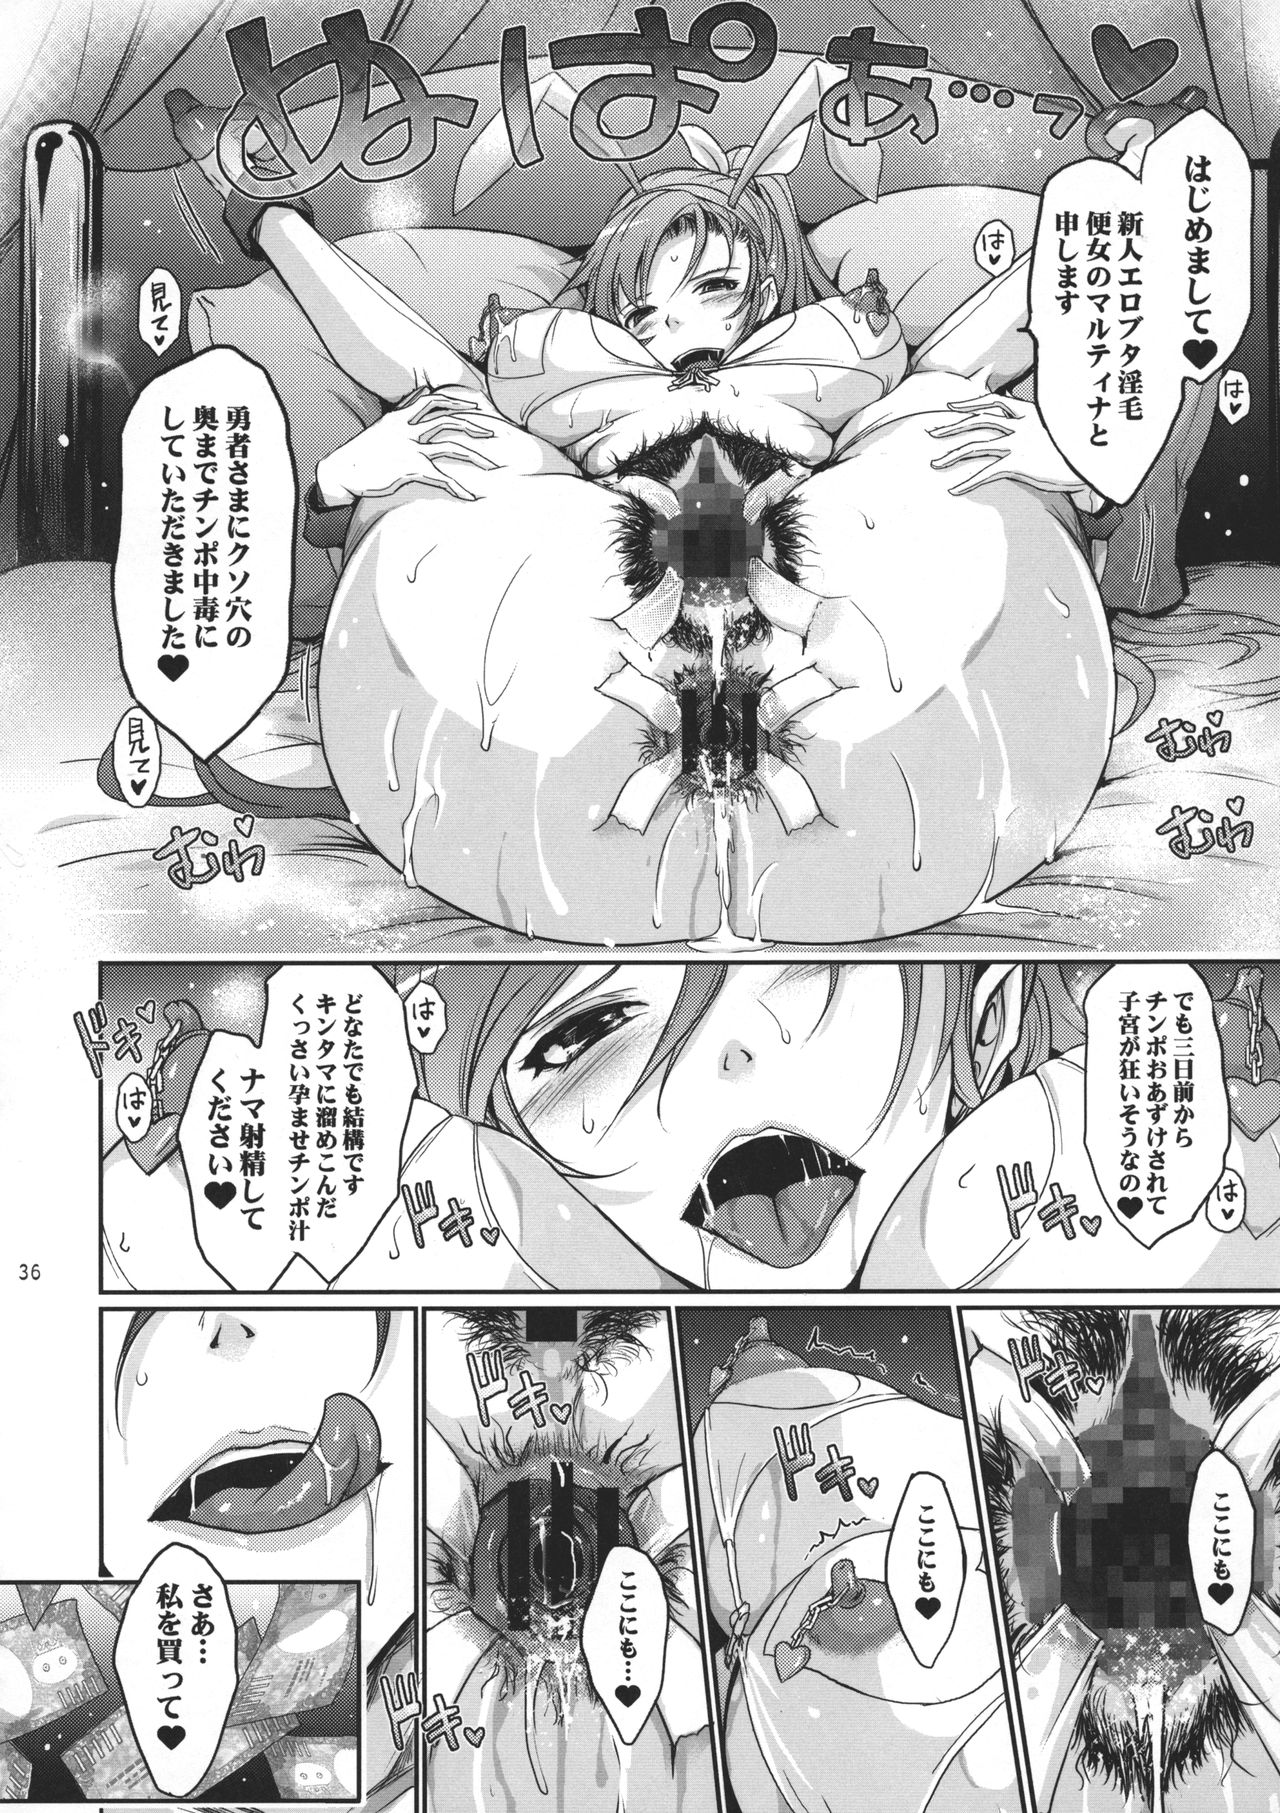 ぬぱぁ…っ♥
はじめまして♥
新人エロブタ淫毛
便女のマルティナと
申します
は♥
は♥
見て♥
勇者さまにクソ穴の
奥までチンポ中毒に
していただきました
♥
見て♥
むわ♥
むわ♥
むわ♥
でも三日前から
チンポおあずけされて
子宮が狂いそうなの♥
は♥
ドキ♥
は♥
どなたでも結構です
キンタマに溜めこんだ
くっさい孕ませチンポ汁
ナマ射精して
ください♥
ドキ♥
は♥
ドキ♥
ここにも♥
ドキ♥
ここにも♥
ドキ♥
ここにも…♥
さあ…
私を買って♥
36